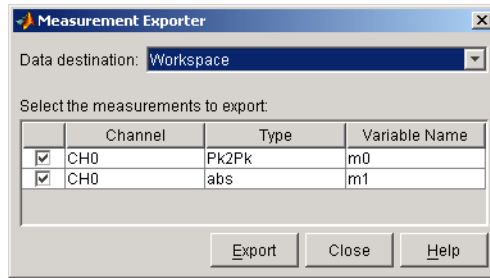 Measurement Exporter
Data destination: Workspace
Select the measurements to export:
Channel Type Variable Name
CH0 Pk2Pk m0
CH0 abs m1
Export Close Help